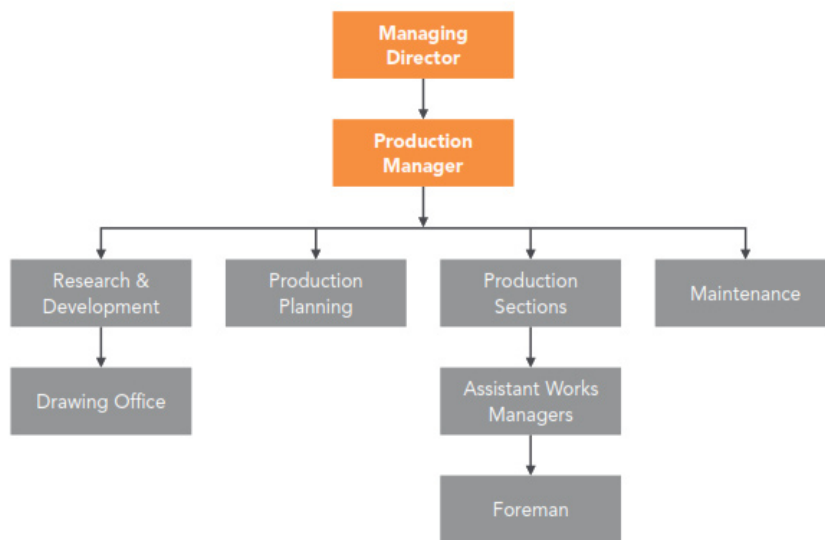 Managing
Director
Production
Manager
Research &
Development
Production
Planning
Production
Sections
Maintenance
Drawing Office
Assistant Works
Managers
Foreman